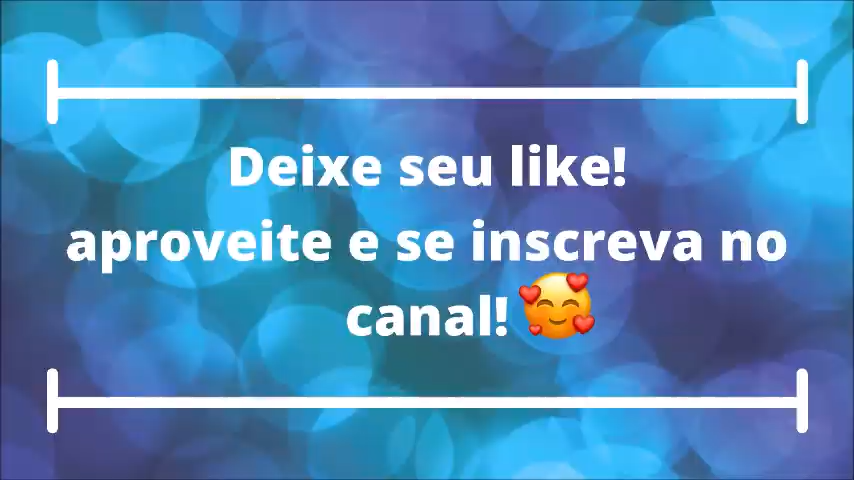 Deixe seu like!
aproveite e se inscreva no
canal! 🥰